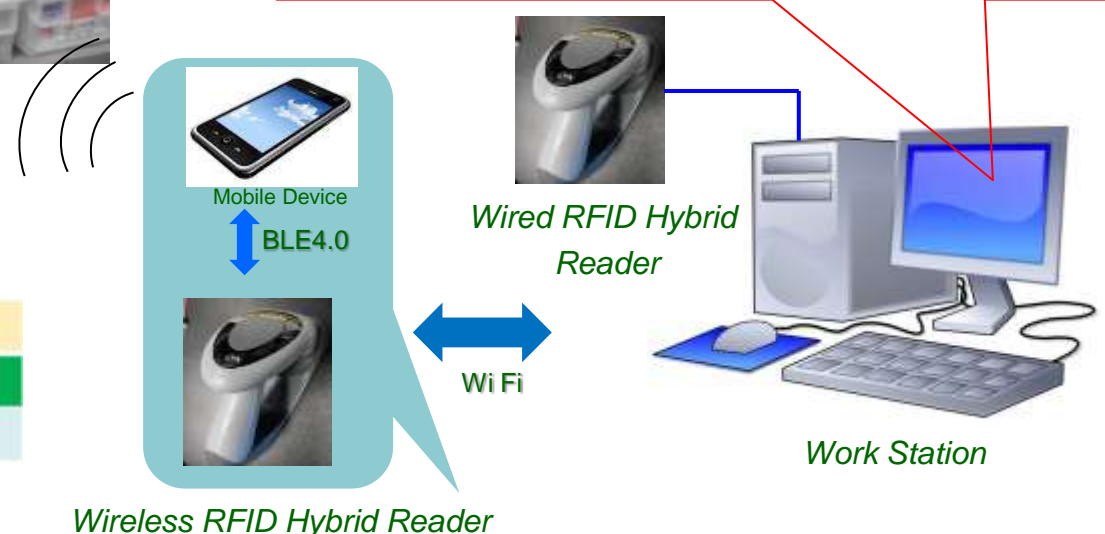 Mobile Device
BLE4.0
Wired RFID Hybrid
Reader
Wi Fi
Work Station
Wireless RFID Hybrid Reader